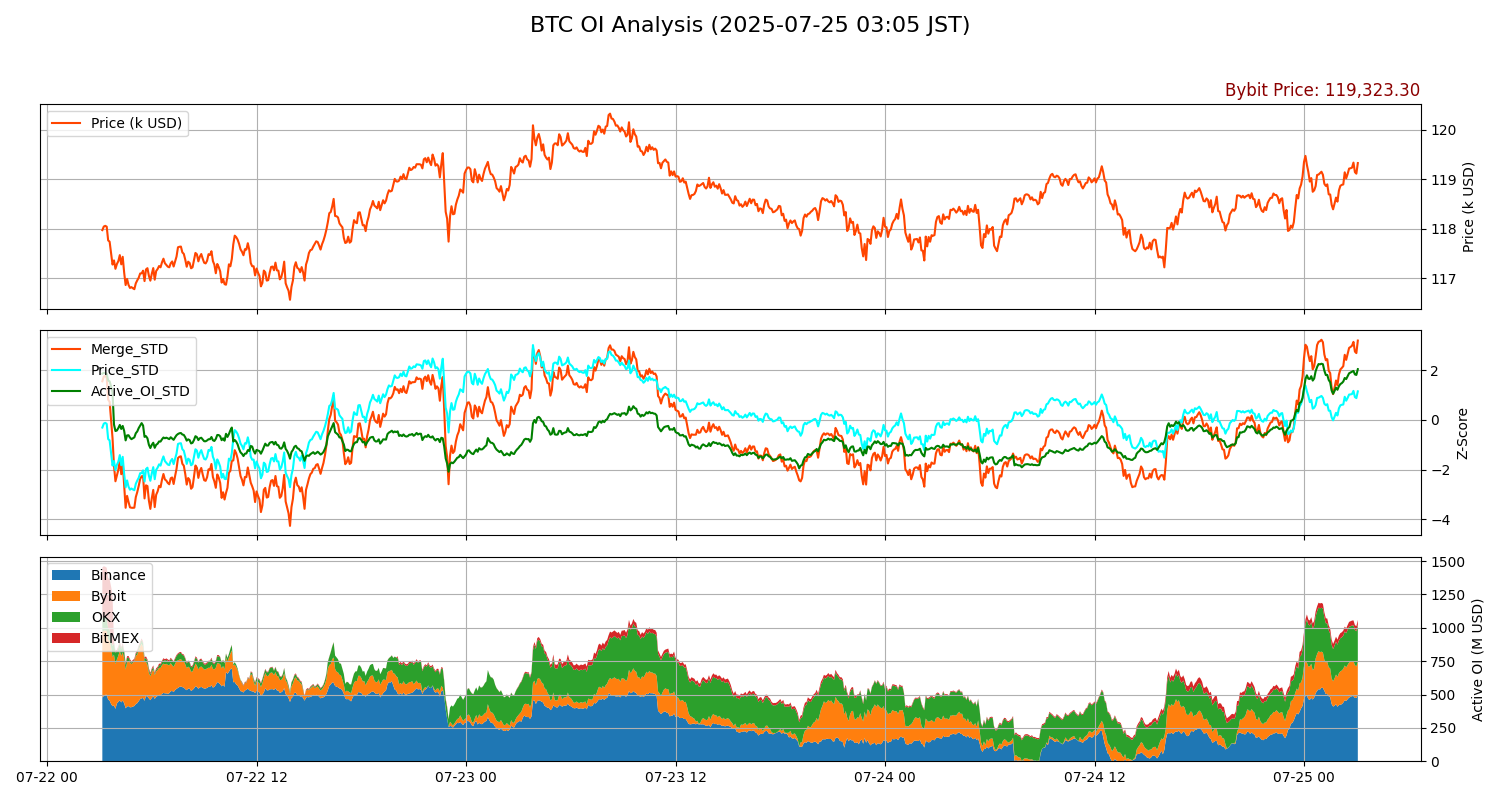 BTC OI Analysis (2025-07-25 03:05 JST)
Bybit Price: 119,323.30
Price (k USD)
120
119
118
117
Price (k USD)
Merge_STD
Price_STD
Active_OI_STD
2
0
−2
−4
Z-Score
Binance
Bybit
OKX
BitMEX
1500
1250
1000
750
500
250
0
Active OI (M USD)
07-22 00
07-22 12
07-23 00
07-23 12
07-24 00
07-24 12
07-25 00